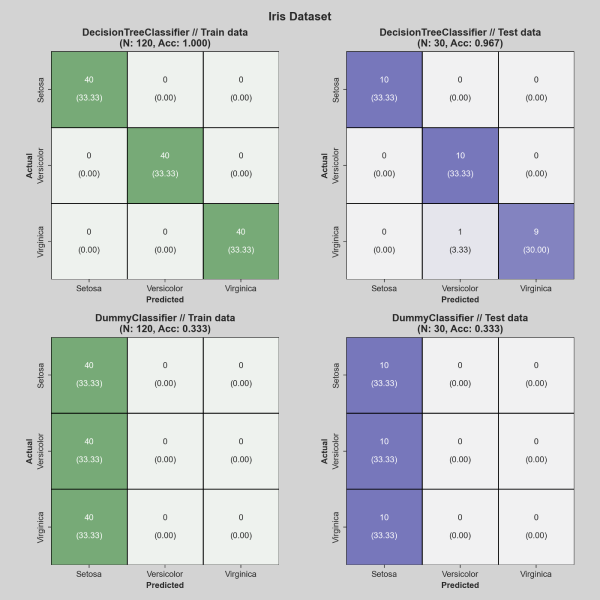 Iris Dataset
DecisionTreeClassifier // Train data
(N: 120, Acc: 1.000)
Setosa
40
0
0
(33.33)
(0.00)
(0.00)
Actual
Versicolor
0
40
0
(0.00)
(33.33)
(0.00)
Virginica
0
0
40
(0.00)
(0.00)
(33.33)
Setosa
Versicolor
Virginica
Predicted
DecisionTreeClassifier // Test data
(N: 30, Acc: 0.967)
Setosa
10
0
0
(33.33)
(0.00)
(0.00)
Actual
Versicolor
0
10
0
(0.00)
(33.33)
(0.00)
Virginica
0
1
9
(0.00)
(3.33)
(30.00)
Setosa
Versicolor
Virginica
Predicted
DummyClassifier // Train data
(N: 120, Acc: 0.333)
Setosa
40
0
0
(33.33)
(0.00)
(0.00)
Actual
Versicolor
40
0
0
(33.33)
(0.00)
(0.00)
Virginica
40
0
0
(33.33)
(0.00)
(0.00)
Setosa
Versicolor
Virginica
Predicted
DummyClassifier // Test data
(N: 30, Acc: 0.333)
Setosa
10
0
0
(33.33)
(0.00)
(0.00)
Actual
Versicolor
10
0
0
(33.33)
(0.00)
(0.00)
Virginica
10
0
0
(33.33)
(0.00)
(0.00)
Setosa
Versicolor
Virginica
Predicted